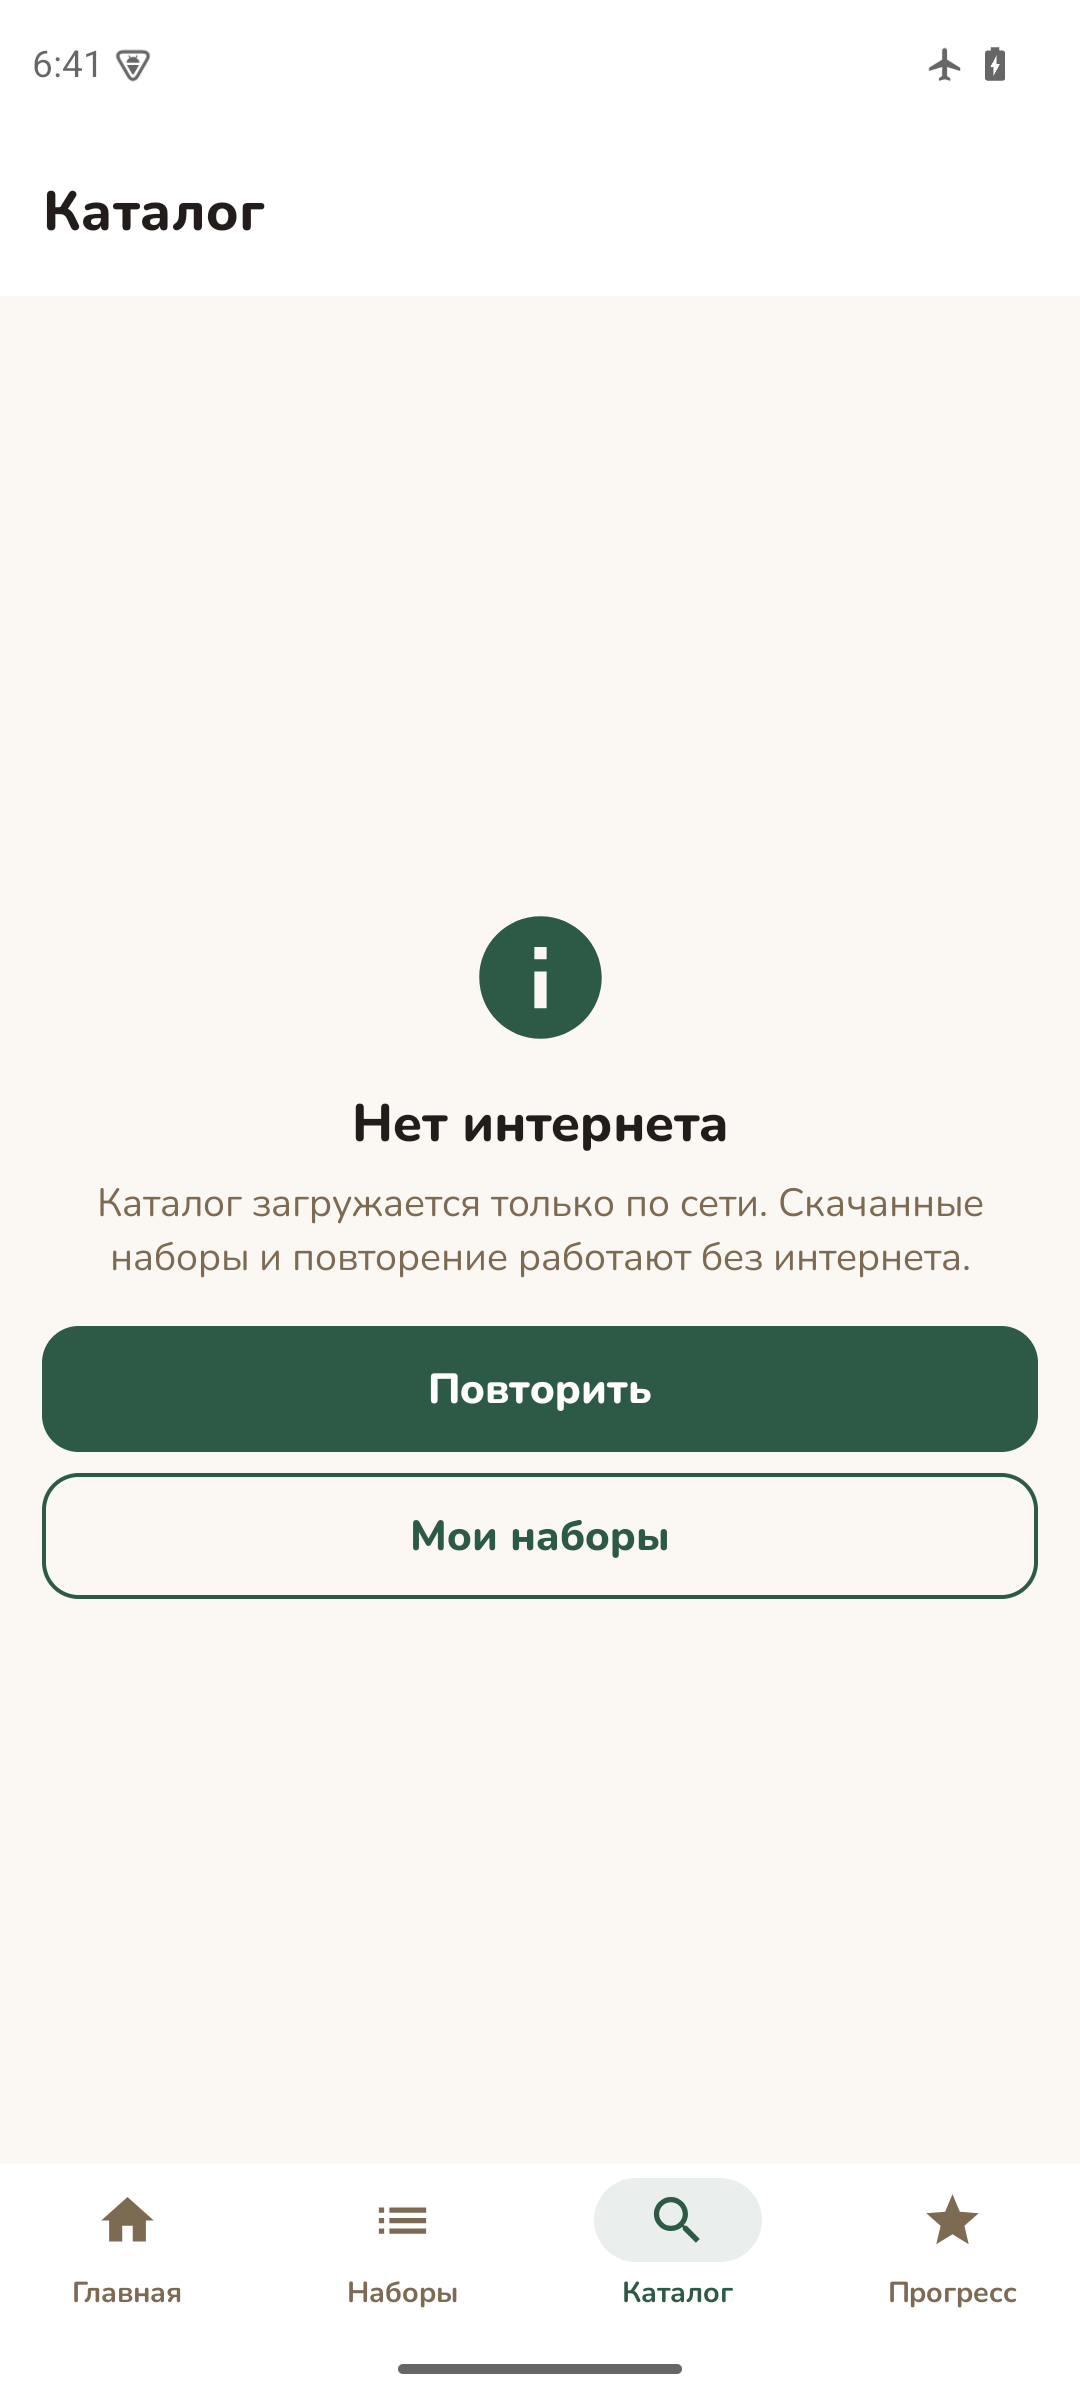 6:41
Каталог
Нет интернета
Каталог загружается только по сети. Скачанные
наборы и повторение работают без интернета.
Повторить
Мои наборы
Главная
Наборы
Каталог
Прогресс